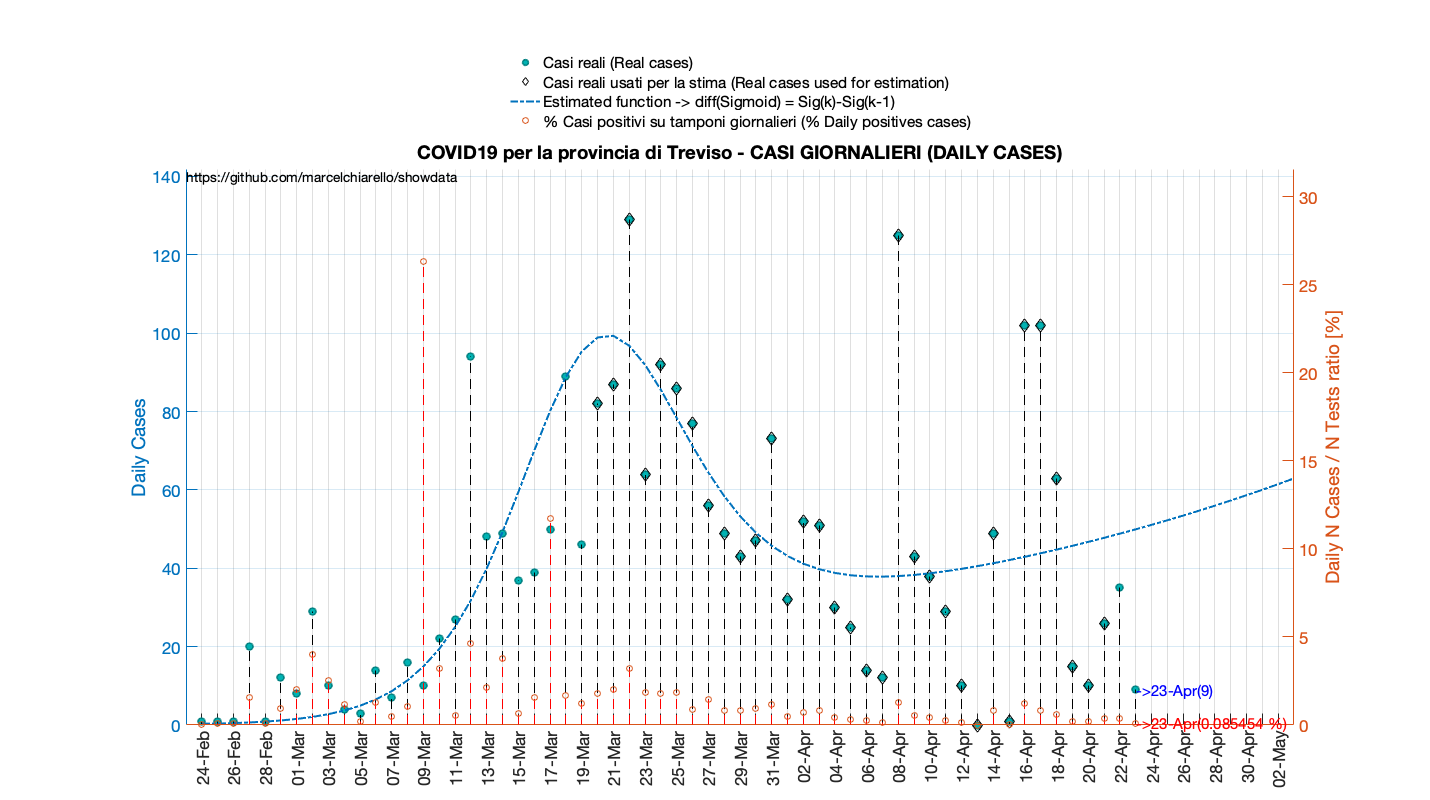 Casi reali (Real cases)
Casi reali usati per la stima (Real cases used for estimation)
Estimated function -> diff(Sigmoid) = Sig(k)-Sig(k-1)
% Casi positivi su tamponi giornalieri (% Daily positives cases)
COVID19 per la provincia di Treviso - CASI GIORNALIERI (DAILY CASES)
https://github.com/marcelchiarello/showdata
140
120
100
80
60
40
20
0
Daily Cases
30
25
20
15
10
5
0
Daily N Cases / N Tests ratio [%]
->23-Apr(9)
->23-Apr(0.085454 %)
24-Feb
26-Feb
28-Feb
01-Mar
03-Mar
05-Mar
07-Mar
09-Mar
11-Mar
13-Mar
15-Mar
17-Mar
19-Mar
21-Mar
23-Mar
25-Mar
27-Mar
29-Mar
31-Mar
02-Apr
04-Apr
06-Apr
08-Apr
10-Apr
12-Apr
14-Apr
16-Apr
18-Apr
20-Apr
22-Apr
24-Apr
26-Apr
28-Apr
30-Apr
02-May